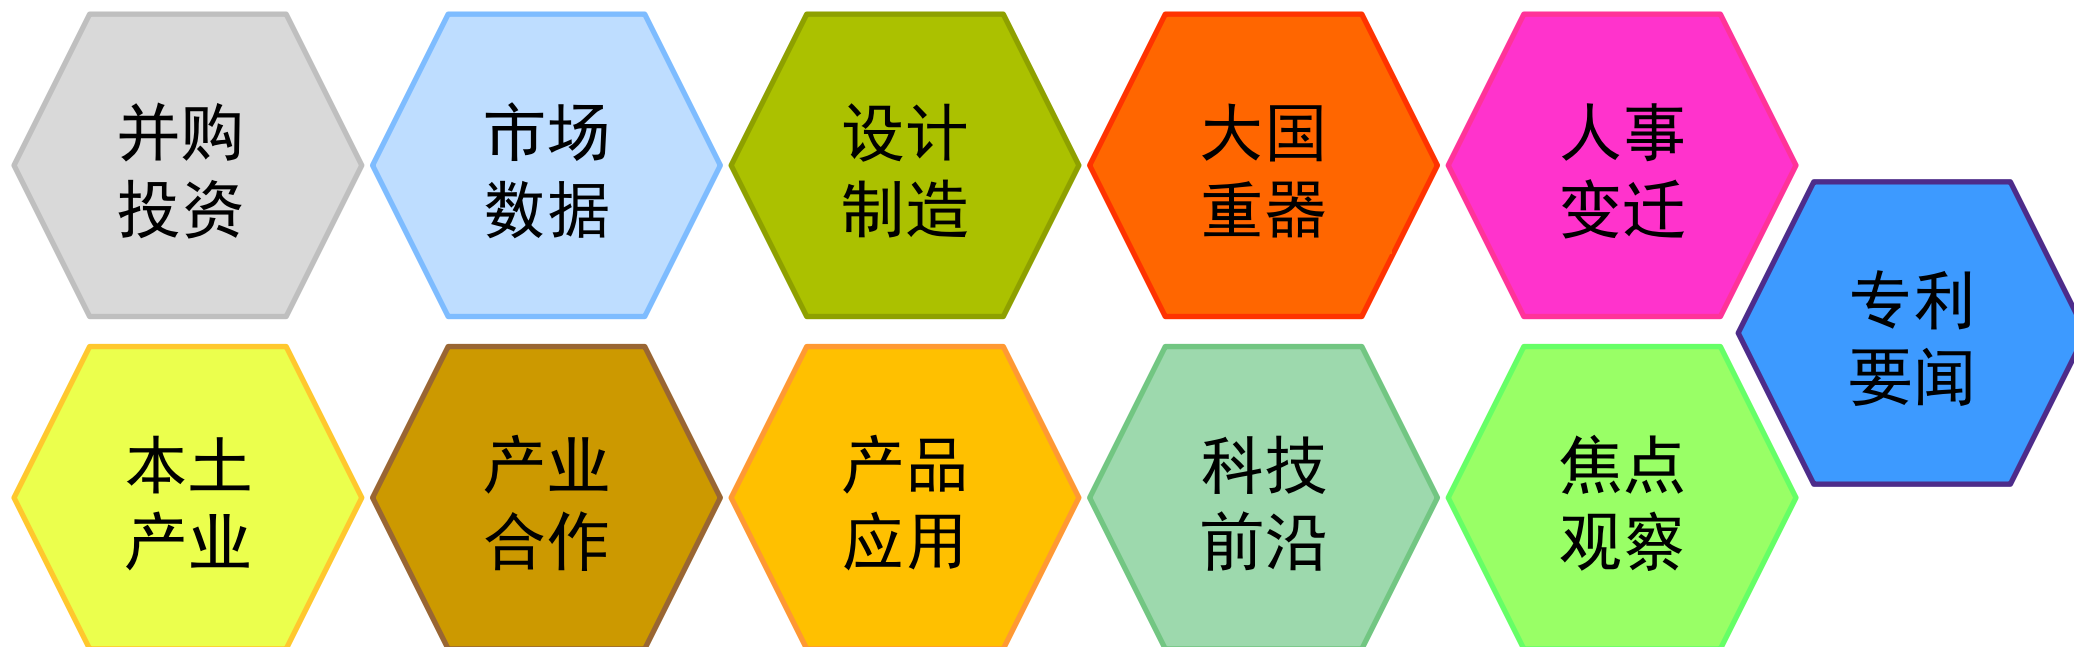 并购
投资
市场
数据
设计
制造
大国
重器
人事
变迁
专利
要闻
本土
产业
产业
合作
产品
应用
科技
前沿
焦点
观察